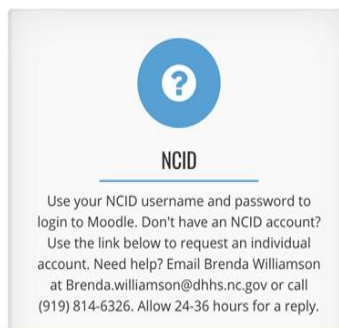 ?
NCID
Use your NCID username and password to
login to Moodle. Don't have an NCID account?
Use the link below to request an individual
account. Need help? Email Brenda Williamson
at Brenda.williamson@dhhs.nc.gov or call
(919) 814-6326. Allow 24-36 hours for a reply.